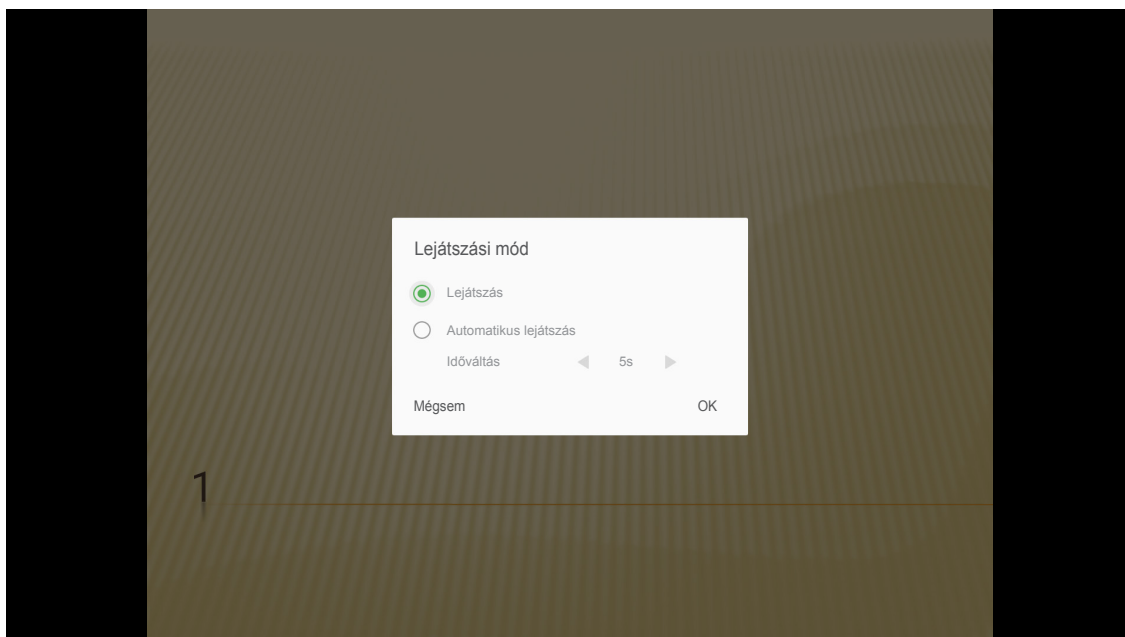 Lejátszási mód
Lejátszás
Automatikus lejátszás
Időváltás 5s
Mégsem OK
1